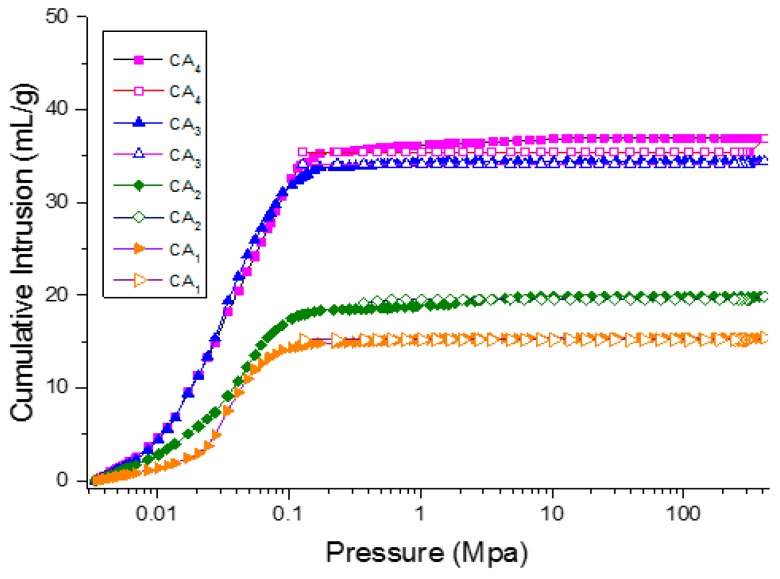 50
40
30
20
10
0
Cumulative Intrusion (mL/g)
CA4
CA4
CA3
CA3
CA2
CA2
CA1
CA1
0.01
0.1
1
10
100
Pressure (Mpa)